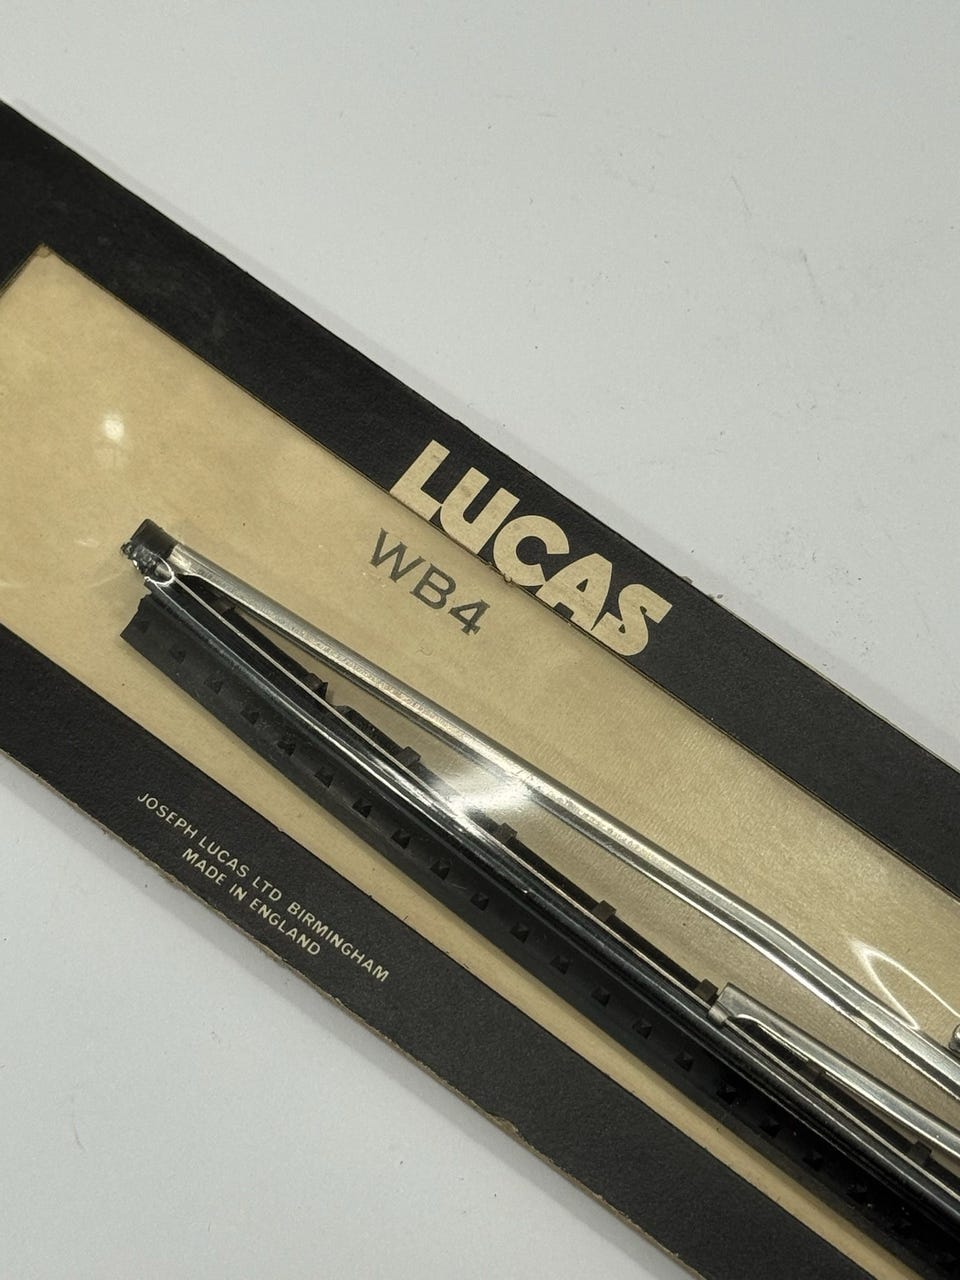 LUCAS
WB4
JOSEPH LUCAS LTD BIRMINGHAM
MADE IN ENGLAND